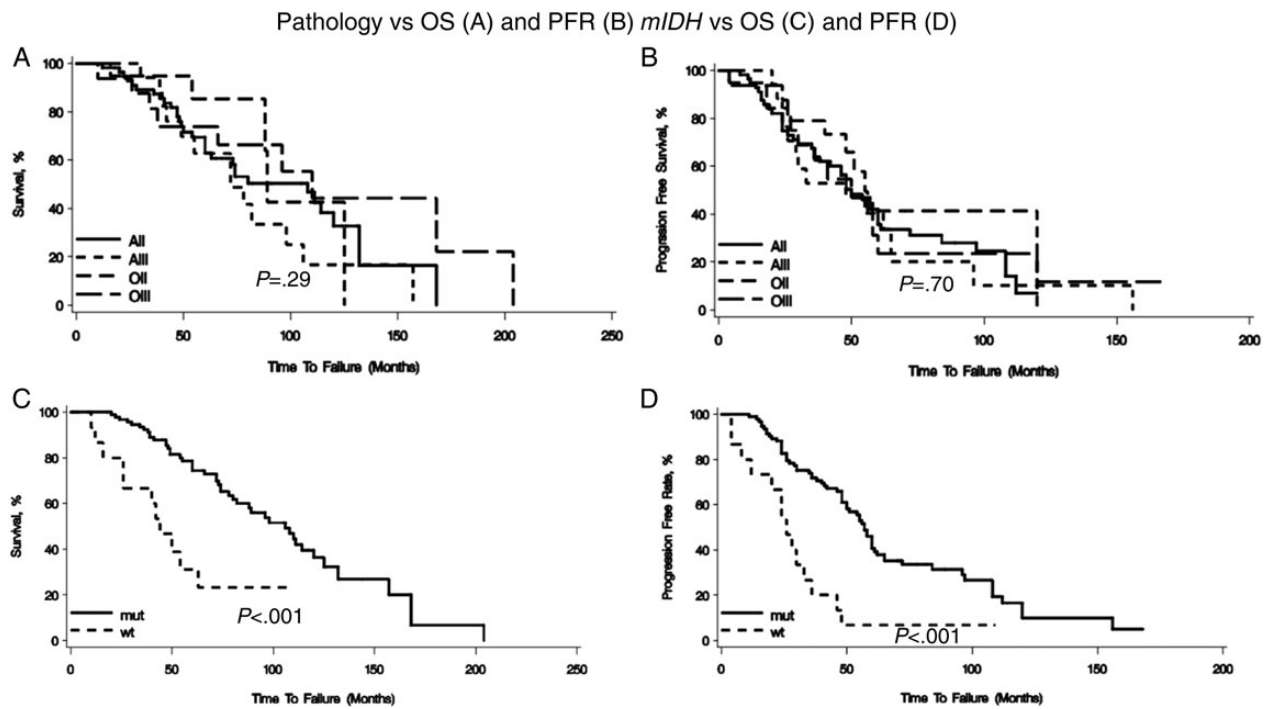 Pathology vs OS (A) and PFR (B) mIDH vs OS (C) and PFR (D)
A
Survival, %
100
80
60
40
20
0
AII
AIII
OII
OIII
P=.29
0 50 100 150 200 250
Time To Failure (Months)
B
Progression Free Survival, %
100
80
60
40
20
0
AII
AIII
OII
OIII
P=.70
0 50 100 150 200
Time To Failure (Months)
C
Survival, %
100
80
60
40
20
0
mut
wt
P<.001
0 50 100 150 200 250
Time To Failure (Months)
D
Progression Free Rate, %
100
80
60
40
20
0
mut
wt
P<.001
0 50 100 150 200
Time To Failure (Months)